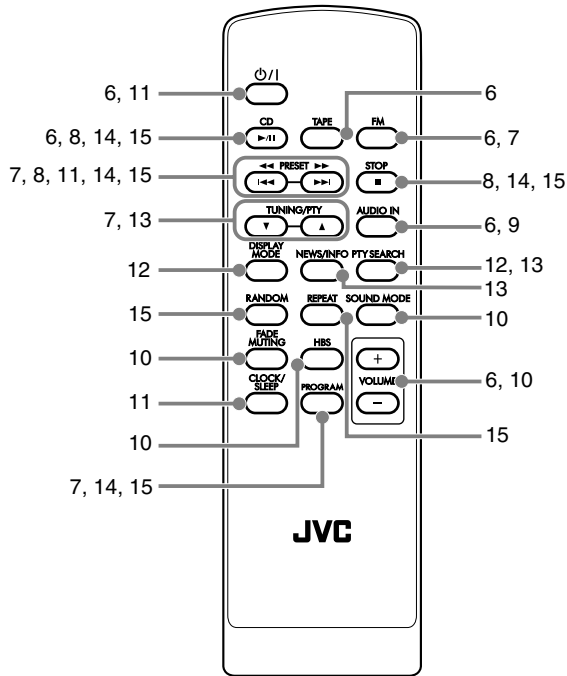 ⏻/|
6, 11
6
CD
TAPE
FM
6, 8, 14, 15
►/II
6, 7
◄◄ PRESET ►►
STOP
7, 8, 11, 14, 15
I◄◄
►►I
■
8, 14, 15
TUNING/PTY
AUDIO IN
7, 13
▼
▲
6, 9
DISPLAY
MODE
NEWS/INFO
PTY SEARCH
12
12, 13
13
RANDOM
REPEAT
SOUND MODE
15
10
FADE
MUTING
HBS
10
+
VOLUME
6, 10
CLOCK/
SLEEP
PROGRAM
11
−
10
15
7, 14, 15
JVC